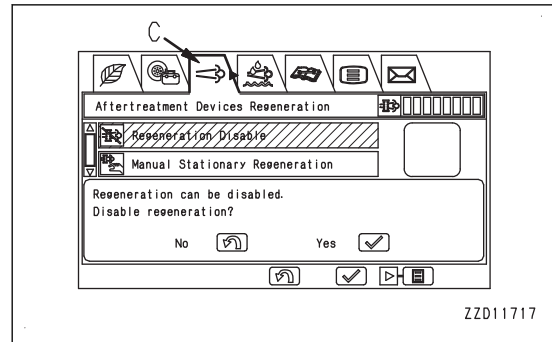 C
Aftertreatment Devices Regeneration
Regeneration Disable
Manual Stationary Regeneration
Regeneration can be disabled.
Disable regeneration?
No Yes
ZZD11717